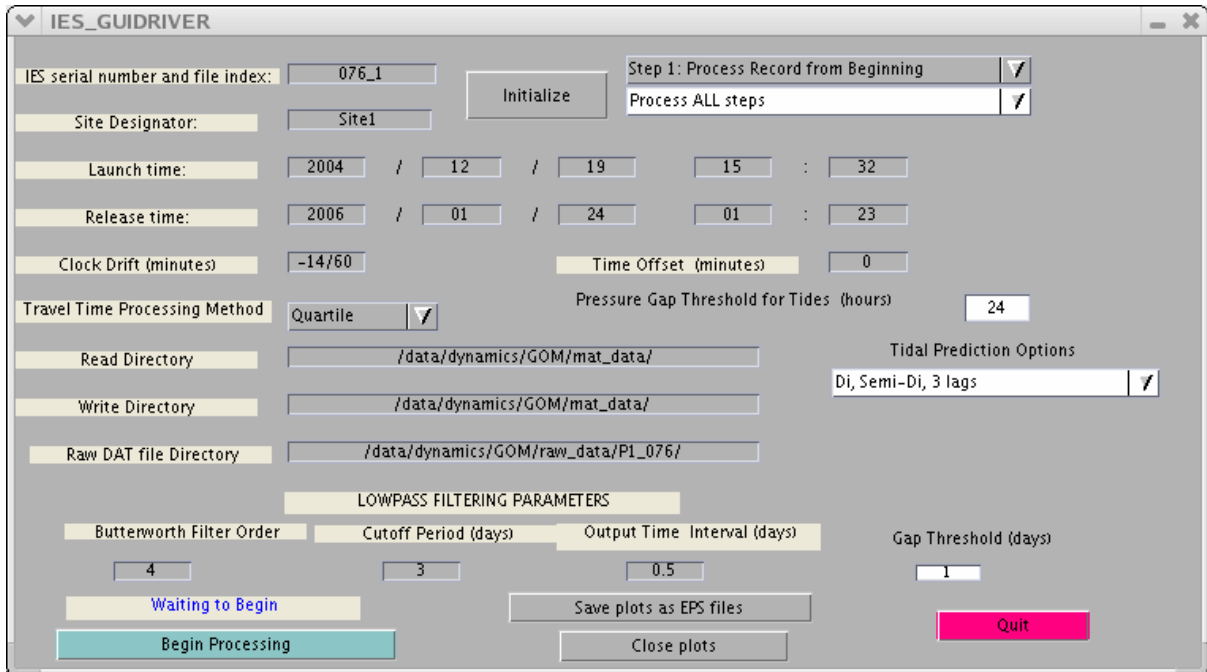 IES_GUIDRIVER
IES serial number and file index: 076_1 Initialize Step 1: Process Record from Beginning
Process ALL steps
Site Designator: Site1
Launch time: 2004 / 12 / 19 15 : 32
Release time: 2006 / 01 / 24 01 : 23
Clock Drift (minutes) -14/60 Time Offset (minutes) 0
Travel Time Processing Method Quartile Pressure Gap Threshold for Tides (hours) 24
Read Directory /data/dynamics/GOM/mat_data/ Tidal Prediction Options
Di, Semi-Di, 3 lags
Write Directory /data/dynamics/GOM/mat_data/
Raw DAT file Directory /data/dynamics/GOM/raw_data/P1_076/
LOWPASS FILTERING PARAMETERS
Butterworth Filter Order Cutoff Period (days) Output Time Interval (days) Gap Threshold (days)
4 3 0.5 1
Waiting to Begin Save plots as EPS files Quit
Begin Processing Close plots